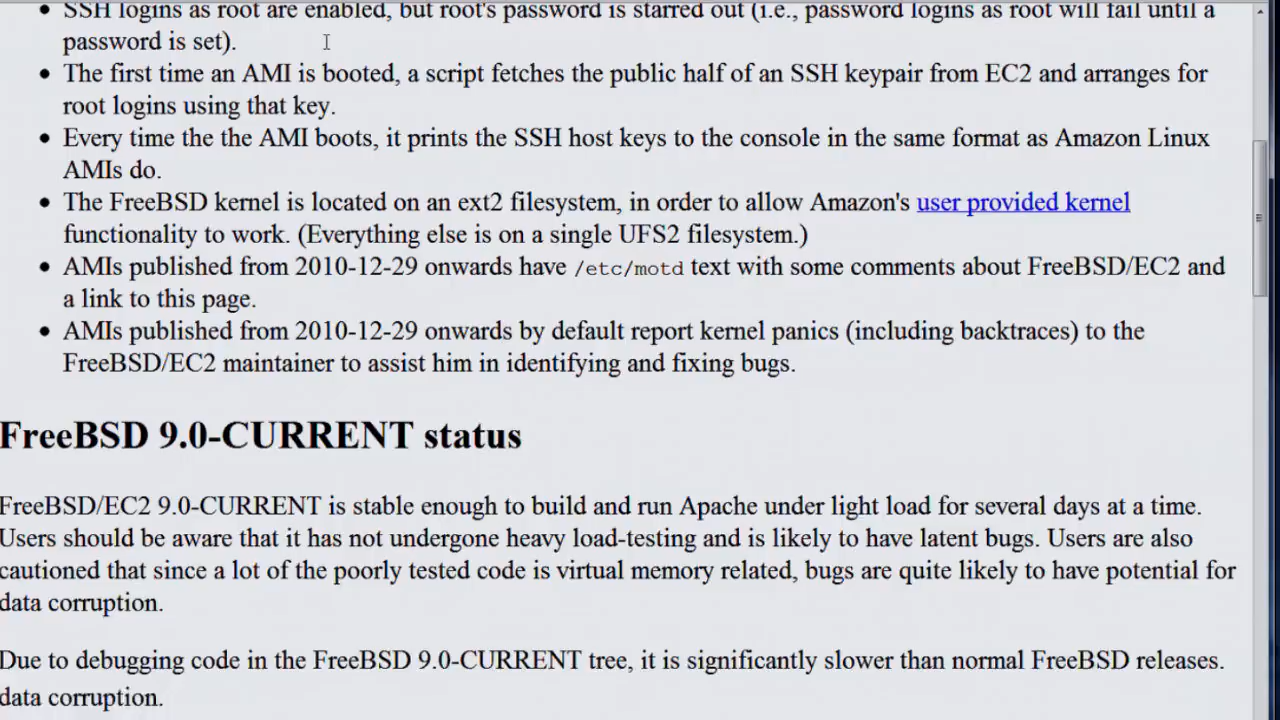 SSH logins as root are enabled, but root's password is starred out (i.e., password logins as root will fail until a
password is set).
The first time an AMI is booted, a script fetches the public half of an SSH keypair from EC2 and arranges for
root logins using that key.
Every time the the AMI boots, it prints the SSH host keys to the console in the same format as Amazon Linux
AMIs do.
The FreeBSD kernel is located on an ext2 filesystem, in order to allow Amazon's user provided kernel
functionality to work. (Everything else is on a single UFS2 filesystem.)
AMIs published from 2010-12-29 onwards have /etc/motd text with some comments about FreeBSD/EC2 and
a link to this page.
AMIs published from 2010-12-29 onwards by default report kernel panics (including backtraces) to the
FreeBSD/EC2 maintainer to assist him in identifying and fixing bugs.
FreeBSD 9.0-CURRENT status
FreeBSD/EC2 9.0-CURRENT is stable enough to build and run Apache under light load for several days at a time.
Users should be aware that it has not undergone heavy load-testing and is likely to have latent bugs. Users are also
cautioned that since a lot of the poorly tested code is virtual memory related, bugs are quite likely to have potential for
data corruption.
Due to debugging code in the FreeBSD 9.0-CURRENT tree, it is significantly slower than normal FreeBSD releases.
data corruption.